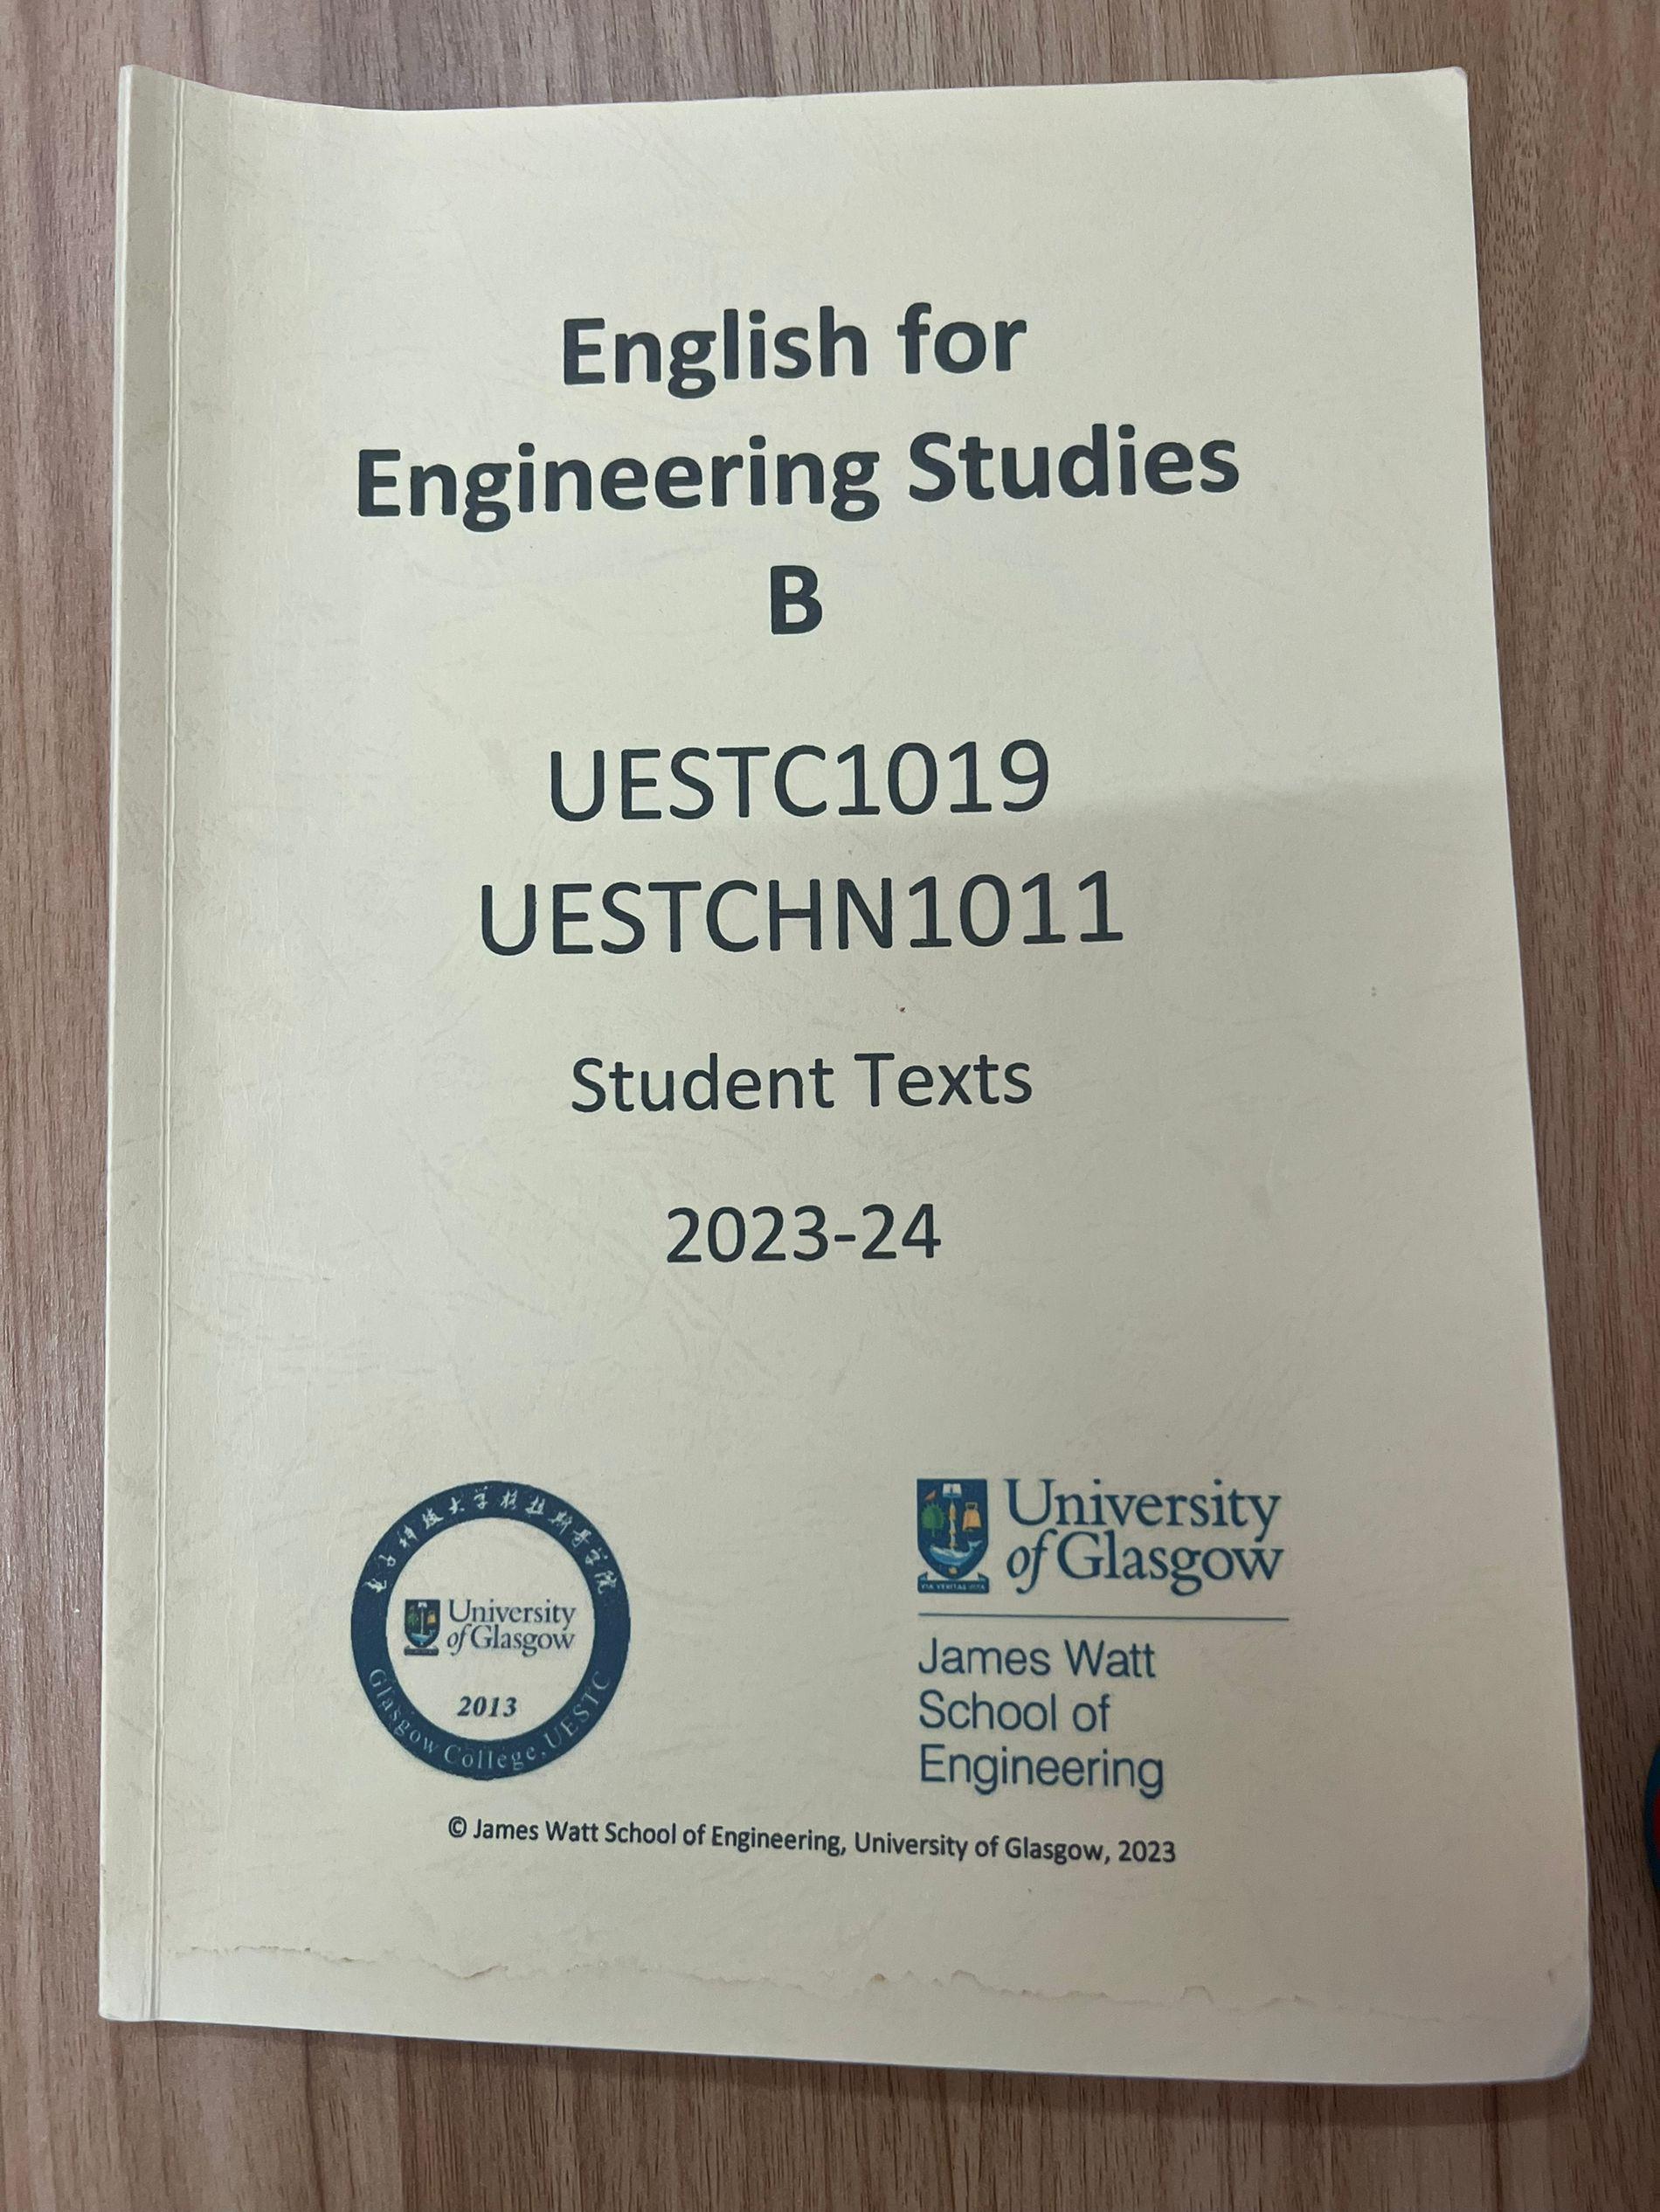 English for
Engineering Studies
B
UESTC1019
UESTCHN1011
Student Texts
2023-24
电子科技大学格拉斯哥学院
University
of Glasgow
2013
Glasgow College, UESTC
University
of Glasgow
VIA VERITAS VITA
James Watt
School of
Engineering
© James Watt School of Engineering, University of Glasgow, 2023